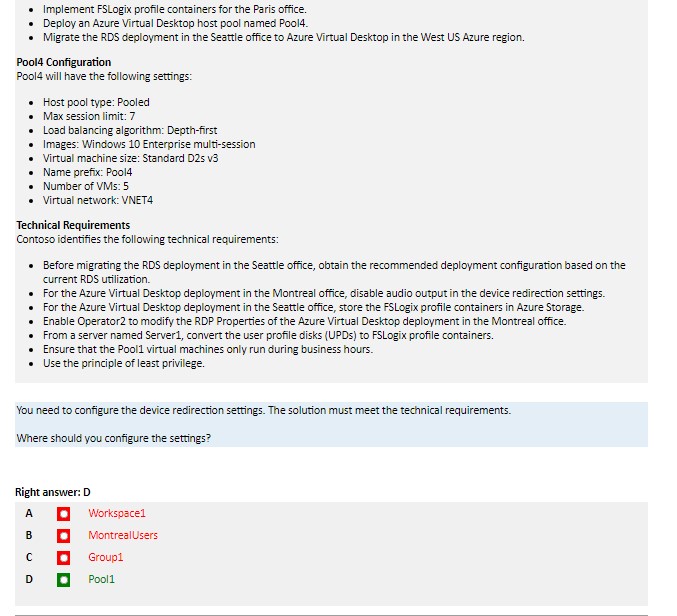 • Implement FSLogix profile containers for the Paris office.
• Deploy an Azure Virtual Desktop host pool named Pool4.
• Migrate the RDS deployment in the Seattle office to Azure Virtual Desktop in the West US Azure region.
Pool4 Configuration
Pool4 will have the following settings:
• Host pool type: Pooled
• Max session limit: 7
• Load balancing algorithm: Depth-first
• Images: Windows 10 Enterprise multi-session
• Virtual machine size: Standard D2s v3
• Name prefix: Pool4
• Number of VMs: 5
• Virtual network: VNET4
Technical Requirements
Contoso identifies the following technical requirements:
• Before migrating the RDS deployment in the Seattle office, obtain the recommended deployment configuration based on the
current RDS utilization.
• For the Azure Virtual Desktop deployment in the Montreal office, disable audio output in the device redirection settings.
• For the Azure Virtual Desktop deployment in the Seattle office, store the FSLogix profile containers in Azure Storage.
• Enable Operator2 to modify the RDP Properties of the Azure Virtual Desktop deployment in the Montreal office.
• From a server named Server1, convert the user profile disks (UPDs) to FSLogix profile containers.
• Ensure that the Pool1 virtual machines only run during business hours.
• Use the principle of least privilege.
You need to configure the device redirection settings. The solution must meet the technical requirements.
Where should you configure the settings?
Right answer: D
A Workspace1
B MontrealUsers
C Group1
D Pool1